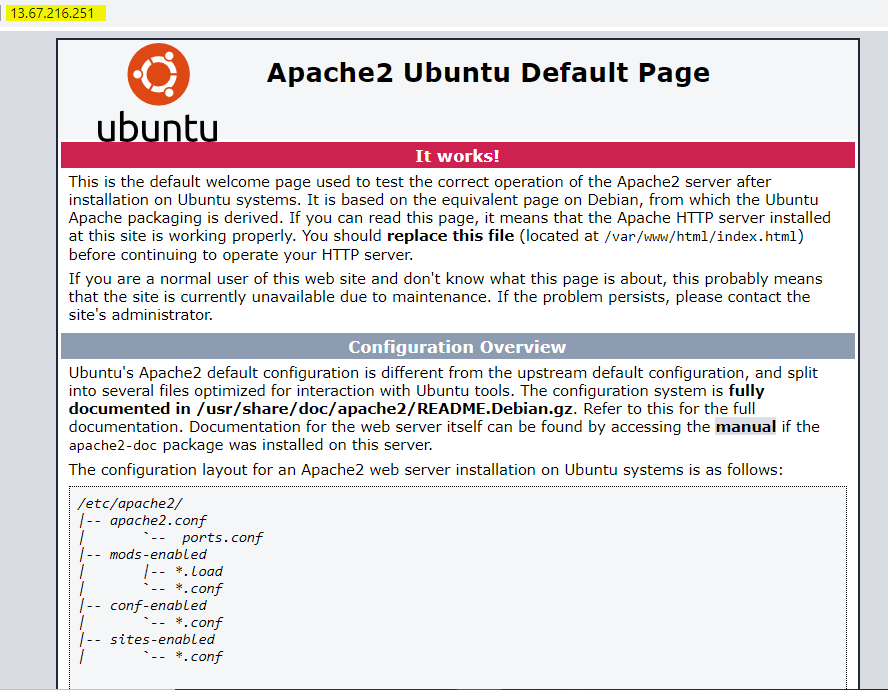 13.67.216.251
ubuntu
Apache2 Ubuntu Default Page
It works!
This is the default welcome page used to test the correct operation of the Apache2 server after
installation on Ubuntu systems. It is based on the equivalent page on Debian, from which the Ubuntu
Apache packaging is derived. If you can read this page, it means that the Apache HTTP server installed
at this site is working properly. You should replace this file (located at /var/www/html/index.html)
before continuing to operate your HTTP server.
If you are a normal user of this web site and don't know what this page is about, this probably means
that the site is currently unavailable due to maintenance. If the problem persists, please contact the
site's administrator.
Configuration Overview
Ubuntu's Apache2 default configuration is different from the upstream default configuration, and split
into several files optimized for interaction with Ubuntu tools. The configuration system is fully
documented in /usr/share/doc/apache2/README.Debian.gz. Refer to this for the full
documentation. Documentation for the web server itself can be found by accessing the manual if the
apache2-doc package was installed on this server.
The configuration layout for an Apache2 web server installation on Ubuntu systems is as follows:
/etc/apache2/
|-- apache2.conf
|       `--  ports.conf
|-- mods-enabled
|       |-- *.load
|       `-- *.conf
|-- conf-enabled
|       `-- *.conf
|-- sites-enabled
|       `-- *.conf